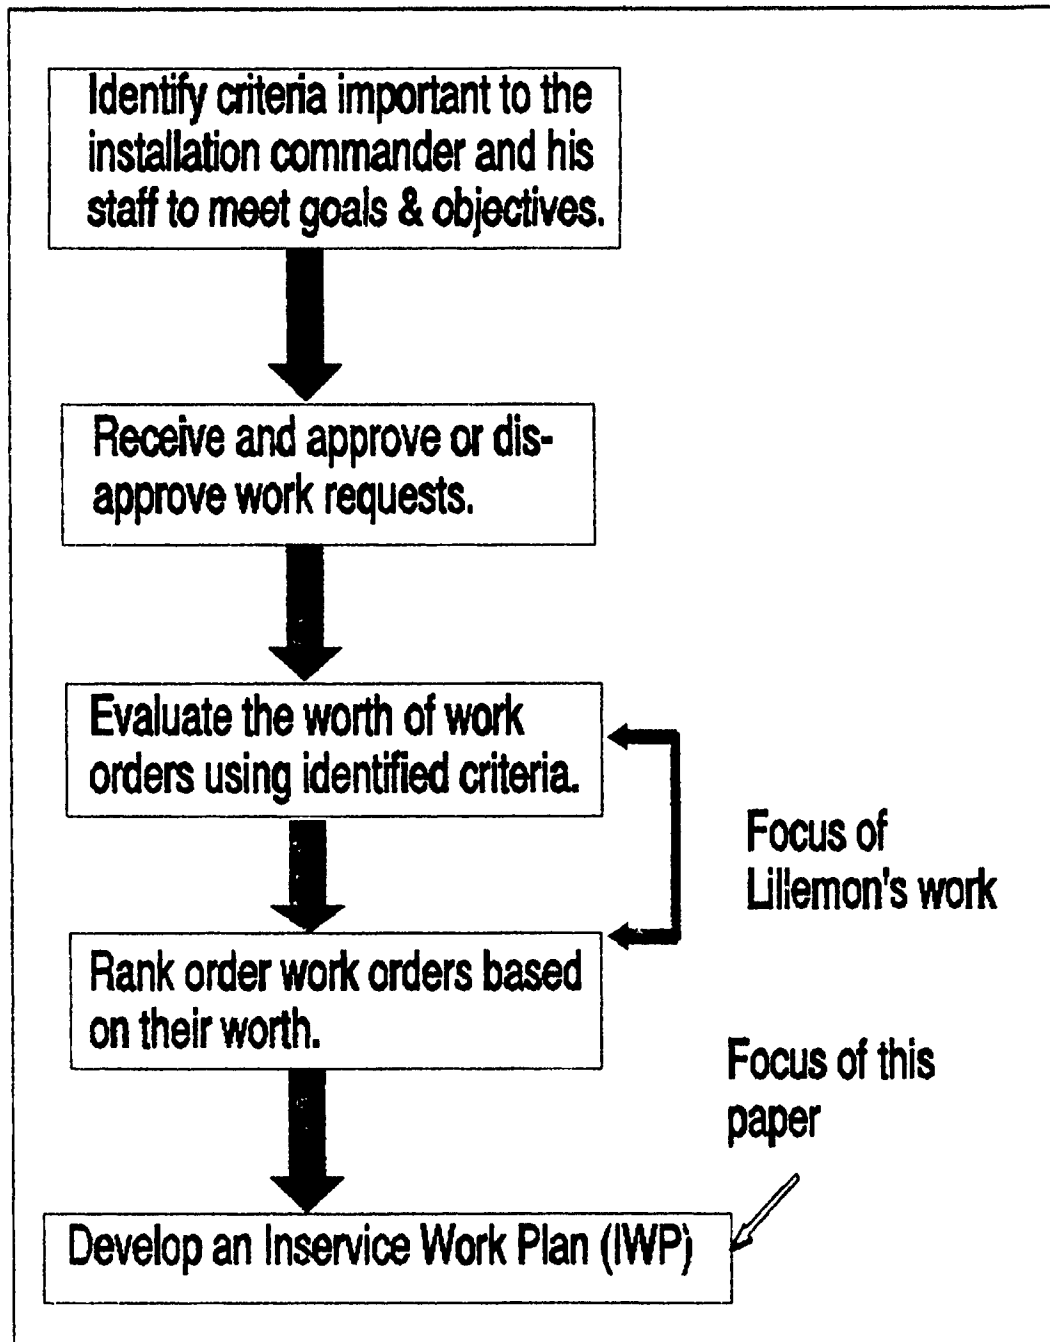 Identify criteria important to the
installation commander and his
staff to meet goals & objectives.
Receive and approve or dis-
approve work requests.
Evaluate the worth of work
orders using identified criteria.
Focus of
Lillemon's work
Rank order work orders based
on their worth.
Focus of this
paper
Develop an Inservice Work Plan (IWP)